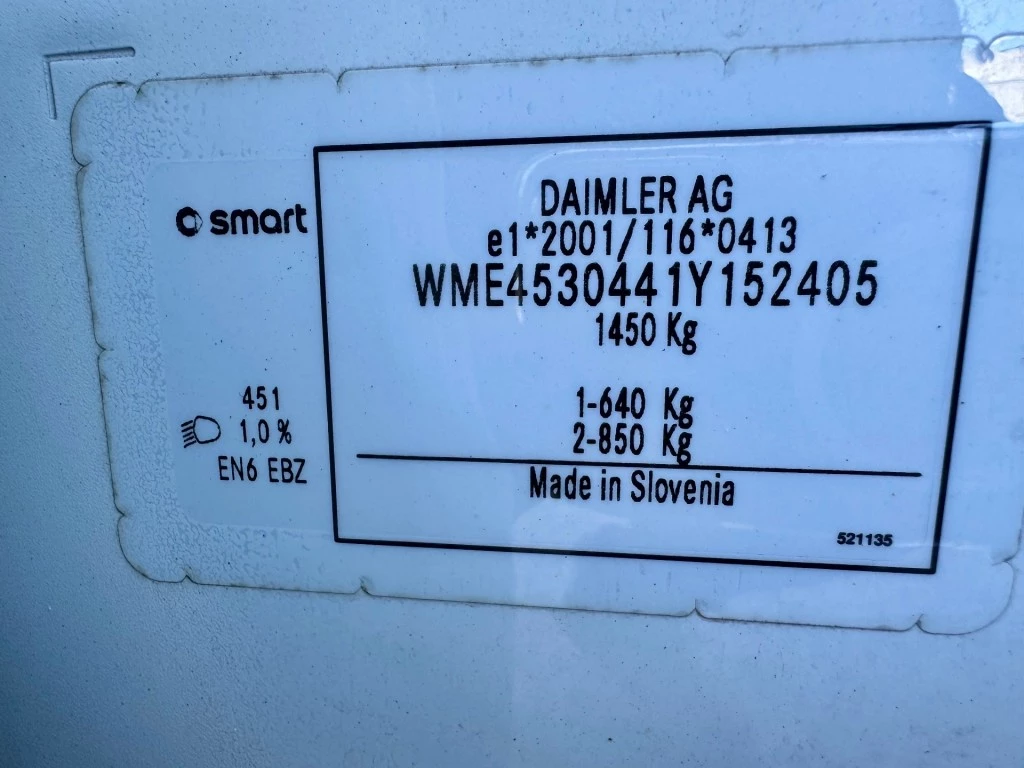 smart
DAIMLER AG
e1*2001/116*0413
WME4530441Y152405
1450 Kg
1-640 Kg
2-850 Kg
Made in Slovenia
521135
451
1,0 %
EN6 EBZ